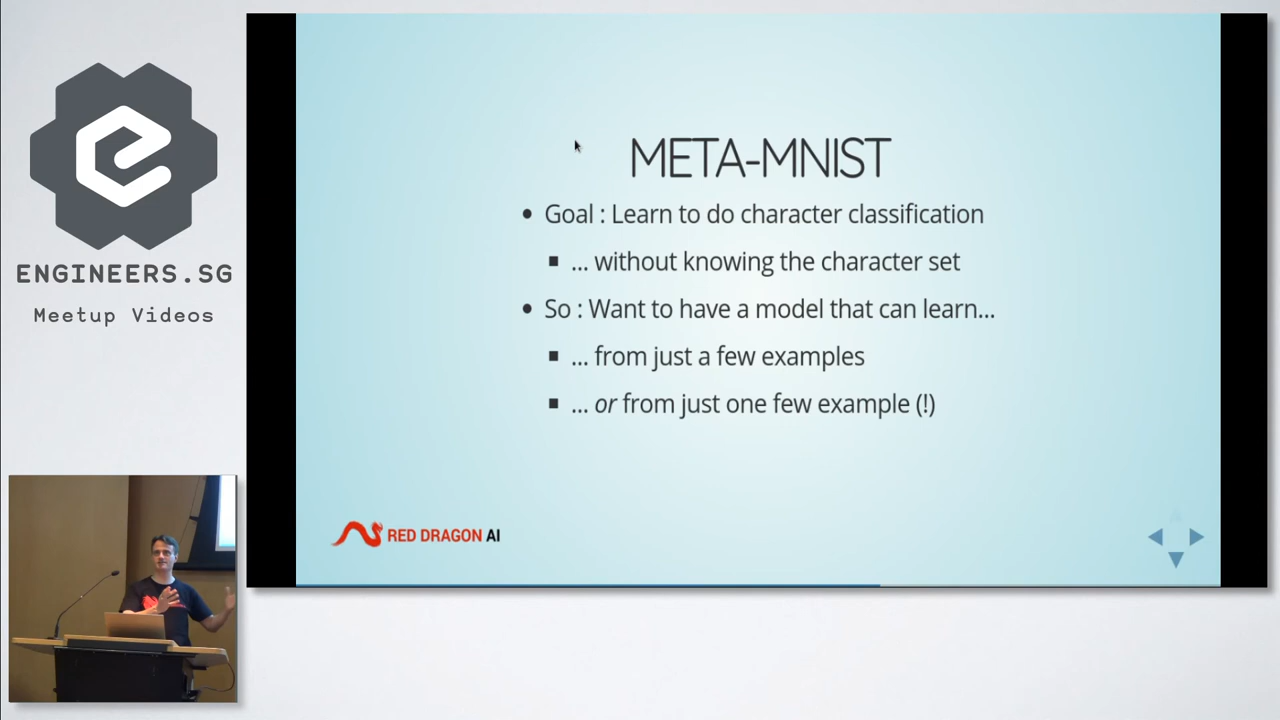 ENGINEERS.SG
Meetup Videos
META-MNIST
• Goal : Learn to do character classification
▪ ... without knowing the character set
• So : Want to have a model that can learn...
▪ ... from just a few examples
▪ ... or from just one few example (!)
RED DRAGON AI